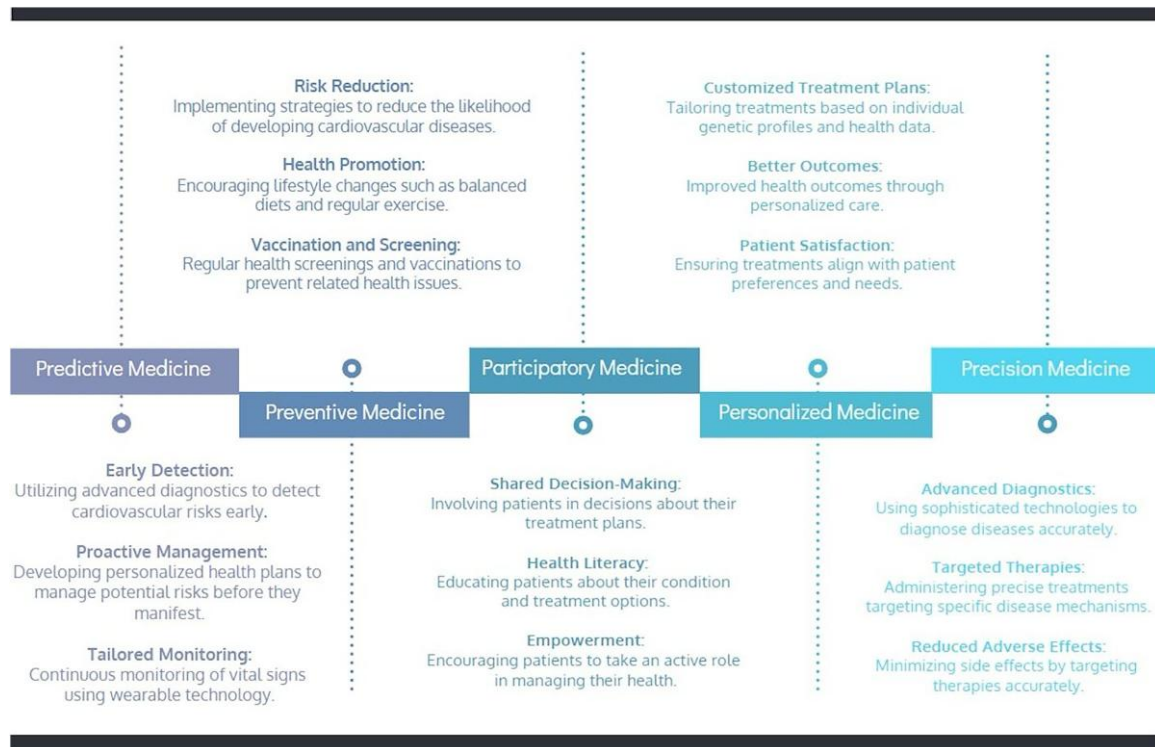 Risk Reduction:
Implementing strategies to reduce the likelihood
of developing cardiovascular diseases.
Health Promotion:
Encouraging lifestyle changes such as balanced
diets and regular exercise.
Vaccination and Screening:
Regular health screenings and vaccinations to
prevent related health issues.
Customized Treatment Plans:
Tailoring treatments based on individual
genetic profiles and health data.
Better Outcomes:
Improved health outcomes through
personalized care.
Patient Satisfaction:
Ensuring treatments align with patient
preferences and needs.
Predictive Medicine
Preventive Medicine
Participatory Medicine
Personalized Medicine
Precision Medicine
Early Detection:
Utilizing advanced diagnostics to detect
cardiovascular risks early.
Proactive Management:
Developing personalized health plans to
manage potential risks before they
manifest.
Tailored Monitoring:
Continuous monitoring of vital signs
using wearable technology.
Shared Decision-Making:
Involving patients in decisions about their
treatment plans.
Health Literacy:
Educating patients about their condition
and treatment options.
Empowerment:
Encouraging patients to take an active role
in managing their health.
Advanced Diagnostics:
Using sophisticated technologies to
diagnose diseases accurately.
Targeted Therapies:
Administering precise treatments
targeting specific disease mechanisms.
Reduced Adverse Effects:
Minimizing side effects by targeting
therapies accurately.